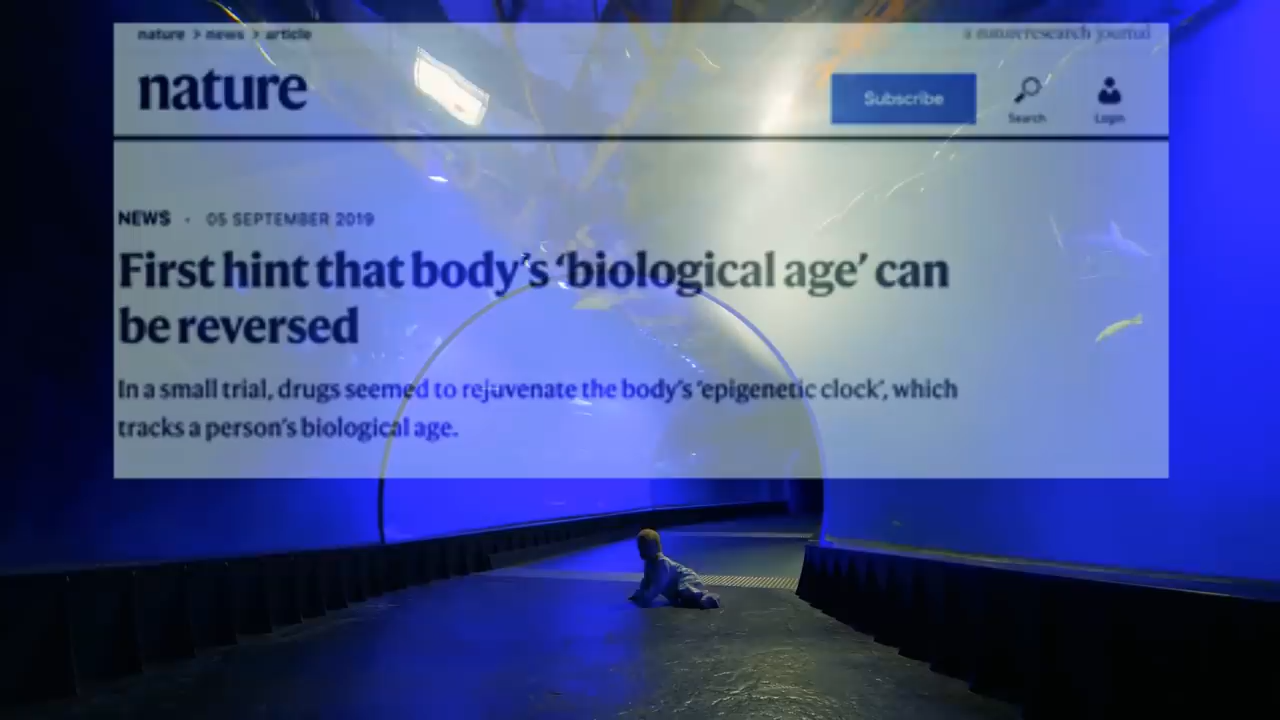 nature > news > article
a natureresearch journal
nature
Subscribe
Search
Login
NEWS · 05 SEPTEMBER 2019
First hint that body’s ‘biological age’ can
be reversed
In a small trial, drugs seemed to rejuvenate the body’s ‘epigenetic clock’, which
tracks a person’s biological age.